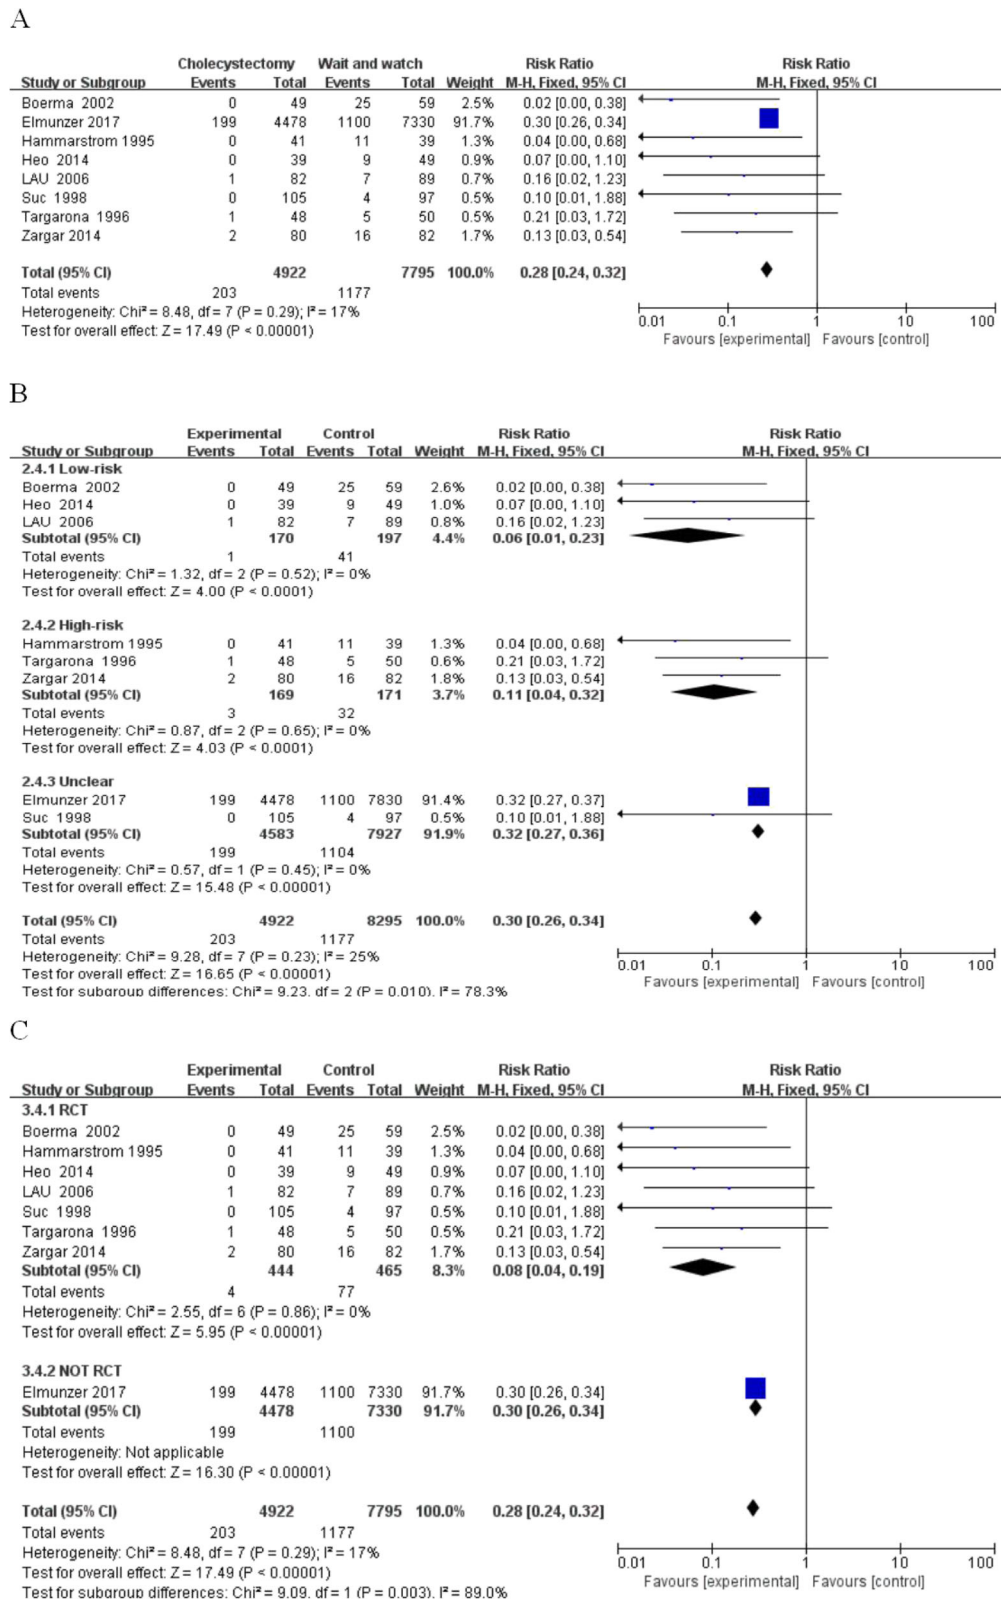 A
Cholecystectomy Wait and watch Risk Ratio Risk Ratio
Study or Subgroup Events Total Events Total Weight M-H, Fixed, 95% CI M-H, Fixed, 95% CI
Boerma 2002 0 49 25 59 2.5% 0.02 [0.00, 0.38]
Elmunzer 2017 199 4478 1100 7330 91.7% 0.30 [0.26, 0.34]
Hammarstrom 1995 0 41 11 39 1.3% 0.04 [0.00, 0.68]
Heo 2014 0 39 9 49 0.9% 0.07 [0.00, 1.10]
LAU 2006 1 82 7 89 0.7% 0.16 [0.02, 1.23]
Suc 1998 0 105 4 97 0.5% 0.10 [0.01, 1.88]
Targarona 1996 1 48 5 50 0.5% 0.21 [0.03, 1.72]
Zargar 2014 2 80 16 82 1.7% 0.13 [0.03, 0.54]
Total (95% CI) 4922 7795 100.0% 0.28 [0.24, 0.32]
Total events 203 1177
Heterogeneity: Chi² = 8.48, df = 7 (P = 0.29); I² = 17%
Test for overall effect: Z = 17.49 (P < 0.00001)
0.01 0.1 1 10 100
Favours [experimental] Favours [control]
B
Experimental Control Risk Ratio Risk Ratio
Study or Subgroup Events Total Events Total Weight M-H, Fixed, 95% CI M-H, Fixed, 95% CI
2.4.1 Low-risk
Boerma 2002 0 49 25 59 2.6% 0.02 [0.00, 0.38]
Heo 2014 0 39 9 49 1.0% 0.07 [0.00, 1.10]
LAU 2006 1 82 7 89 0.8% 0.16 [0.02, 1.23]
Subtotal (95% CI) 170 197 4.4% 0.06 [0.01, 0.23]
Total events 1 41
Heterogeneity: Chi² = 1.32, df = 2 (P = 0.52); I² = 0%
Test for overall effect: Z = 4.00 (P < 0.0001)
2.4.2 High-risk
Hammarstrom 1995 0 41 11 39 1.3% 0.04 [0.00, 0.68]
Targarona 1996 1 48 5 50 0.6% 0.21 [0.03, 1.72]
Zargar 2014 2 80 16 82 1.8% 0.13 [0.03, 0.54]
Subtotal (95% CI) 169 171 3.7% 0.11 [0.04, 0.32]
Total events 3 32
Heterogeneity: Chi² = 0.87, df = 2 (P = 0.65); I² = 0%
Test for overall effect: Z = 4.03 (P < 0.0001)
2.4.3 Unclear
Elmunzer 2017 199 4478 1100 7830 91.4% 0.32 [0.27, 0.37]
Suc 1998 0 105 4 97 0.5% 0.10 [0.01, 1.88]
Subtotal (95% CI) 4583 7927 91.9% 0.32 [0.27, 0.36]
Total events 199 1104
Heterogeneity: Chi² = 0.57, df = 1 (P = 0.45); I² = 0%
Test for overall effect: Z = 15.48 (P < 0.00001)
Total (95% CI) 4922 8295 100.0% 0.30 [0.26, 0.34]
Total events 203 1177
Heterogeneity: Chi² = 9.28, df = 7 (P = 0.23); I² = 25%
Test for overall effect: Z = 16.65 (P < 0.00001)
Test for subgroup differences: Chi² = 9.23, df = 2 (P = 0.010), I² = 78.3%
0.01 0.1 1 10 100
Favours [experimental] Favours [control]
C
Experimental Control Risk Ratio Risk Ratio
Study or Subgroup Events Total Events Total Weight M-H, Fixed, 95% CI M-H, Fixed, 95% CI
3.4.1 RCT
Boerma 2002 0 49 25 59 2.5% 0.02 [0.00, 0.38]
Hammarstrom 1995 0 41 11 39 1.3% 0.04 [0.00, 0.68]
Heo 2014 0 39 9 49 0.9% 0.07 [0.00, 1.10]
LAU 2006 1 82 7 89 0.7% 0.16 [0.02, 1.23]
Suc 1998 0 105 4 97 0.5% 0.10 [0.01, 1.88]
Targarona 1996 1 48 5 50 0.5% 0.21 [0.03, 1.72]
Zargar 2014 2 80 16 82 1.7% 0.13 [0.03, 0.54]
Subtotal (95% CI) 444 465 8.3% 0.08 [0.04, 0.19]
Total events 4 77
Heterogeneity: Chi² = 2.55, df = 6 (P = 0.86); I² = 0%
Test for overall effect: Z = 5.95 (P < 0.00001)
3.4.2 NOT RCT
Elmunzer 2017 199 4478 1100 7330 91.7% 0.30 [0.26, 0.34]
Subtotal (95% CI) 4478 7330 91.7% 0.30 [0.26, 0.34]
Total events 199 1100
Heterogeneity: Not applicable
Test for overall effect: Z = 16.30 (P < 0.00001)
Total (95% CI) 4922 7795 100.0% 0.28 [0.24, 0.32]
Total events 203 1177
Heterogeneity: Chi² = 8.48, df = 7 (P = 0.29); I² = 17%
Test for overall effect: Z = 17.49 (P < 0.00001)
Test for subgroup differences: Chi² = 9.09, df = 1 (P = 0.003), I² = 89.0%
0.01 0.1 1 10 100
Favours [experimental] Favours [control]